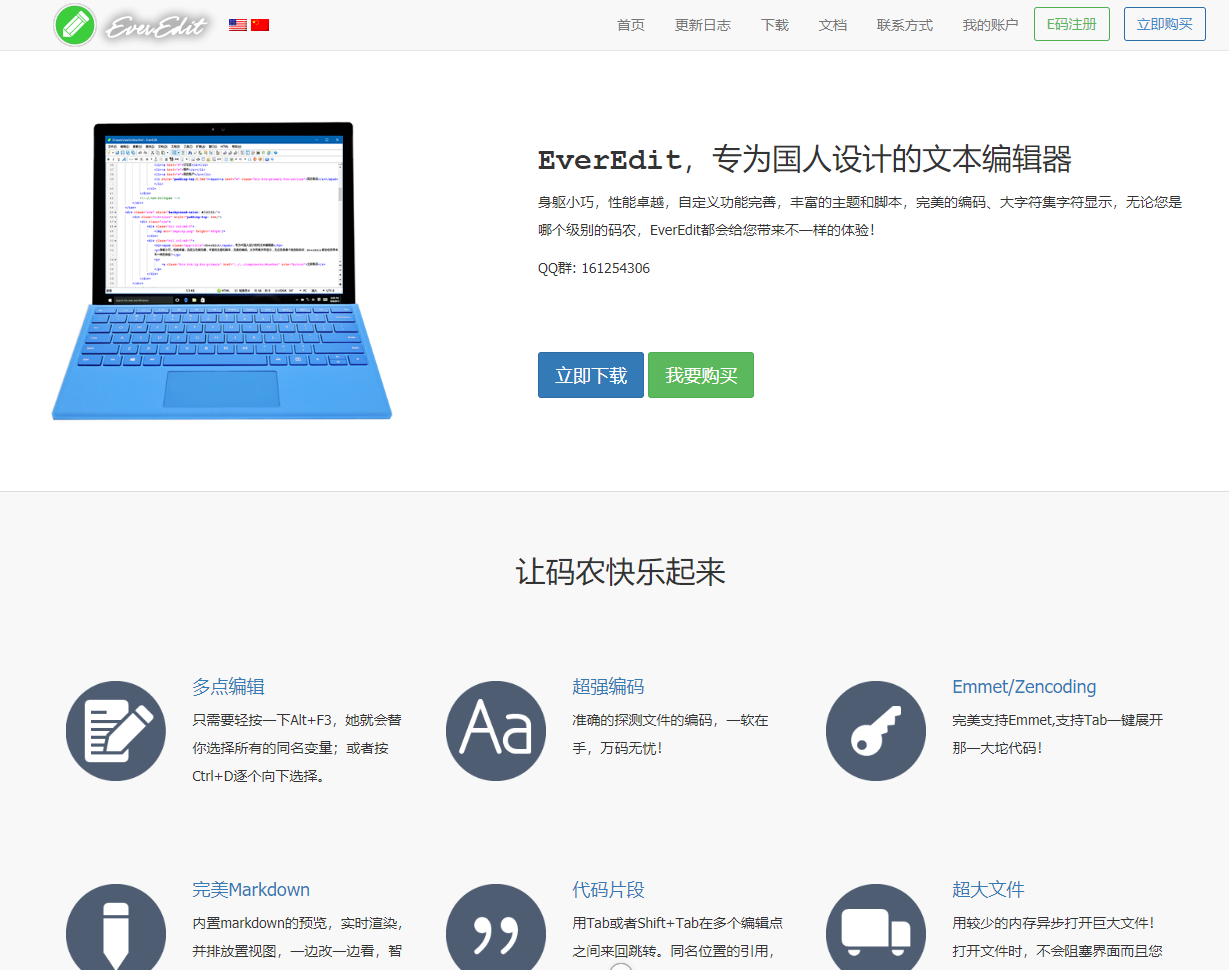 EverEdit
首页 更新日志 下载 文档 联系方式 我的账户 E码注册 立即购买
EverEdit，专为国人设计的文本编辑器
身躯小巧，性能卓越，自定义功能完善，丰富的主题和脚本，完美的编码、大字符集字符显示，无论您是
哪个级别的码农，EverEdit都会给您带来不一样的体验！
QQ群: 161254306
立即下载 我要购买
让码农快乐起来
多点编辑
只需要轻按一下Alt+F3，她就会替
你选择所有的同名变量；或者按
Ctrl+D逐个向下选择。
超强编码
准确的探测文件的编码，一软在
手，万码无忧！
Emmet/Zencoding
完美支持Emmet,支持Tab一键展开
那一大坨代码！
完美Markdown
内置markdown的预览，实时渲染，
并排放置视图，一边改一边看，智
代码片段
用Tab或者Shift+Tab在多个编辑点
之间来回跳转。同名位置的引用，
超大文件
用较少的内存异步打开巨大文件！
打开文件时，不会阻塞界面而且您